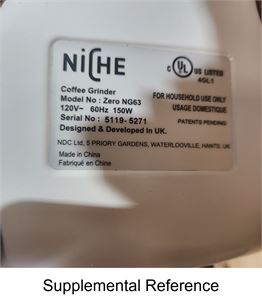 NiCHE
C UL US LISTED
4GL1
Coffee Grinder
Model No : Zero NG63
120V~ 60Hz 150W
Serial No : 5119- 5271
Designed & Developed In UK.
FOR HOUSEHOLD USE ONLY
USAGE DOMESTIQUE
PATENTS PENDING
NDC Ltd, 5 PRIORY GARDENS, WATERLOOVILLE, HANTS. UK
Made in China
Fabriqué en Chine
Supplemental Reference